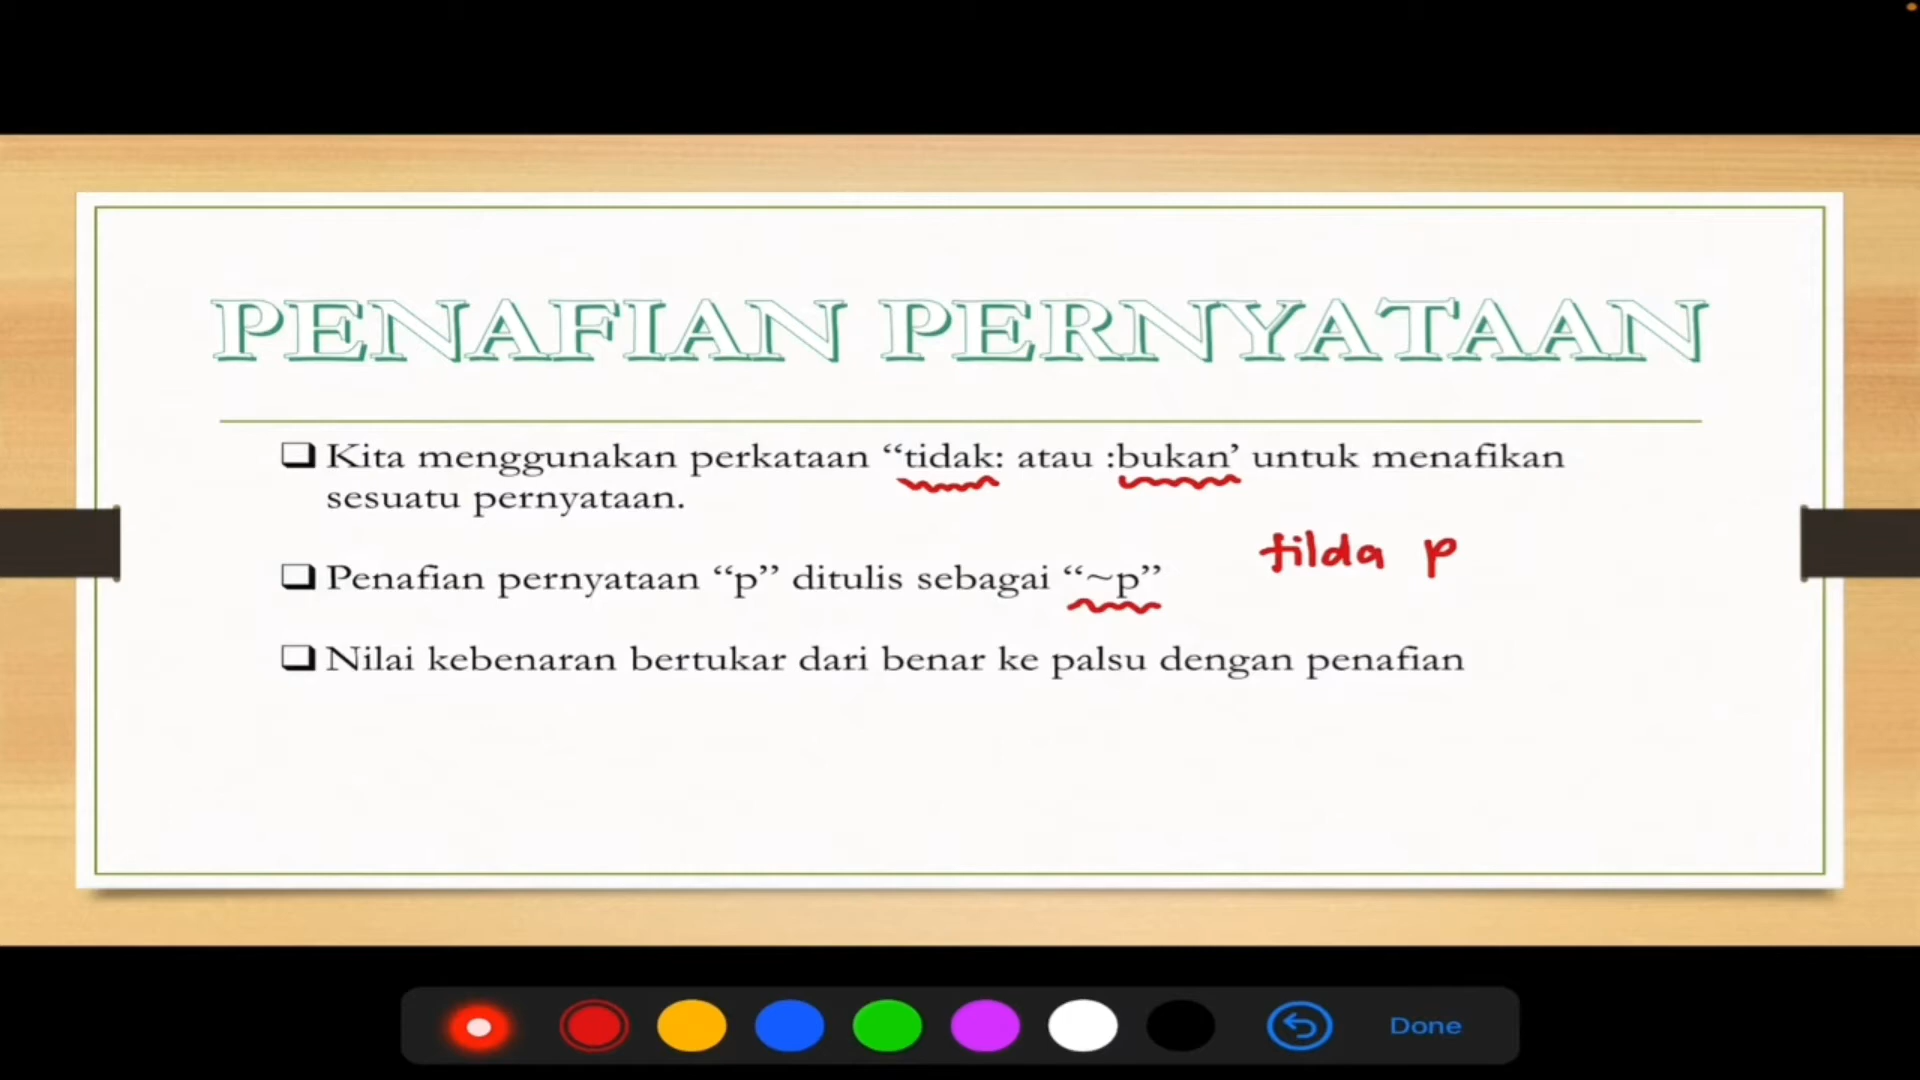 PENAFIAN PERNYATAAN
Kita menggunakan perkataan “tidak: atau :bukan’ untuk menafikan
sesuatu pernyataan.
tilda p
Penafian pernyataan “p” ditulis sebagai “~p”
Nilai kebenaran bertukar dari benar ke palsu dengan penafian
Done